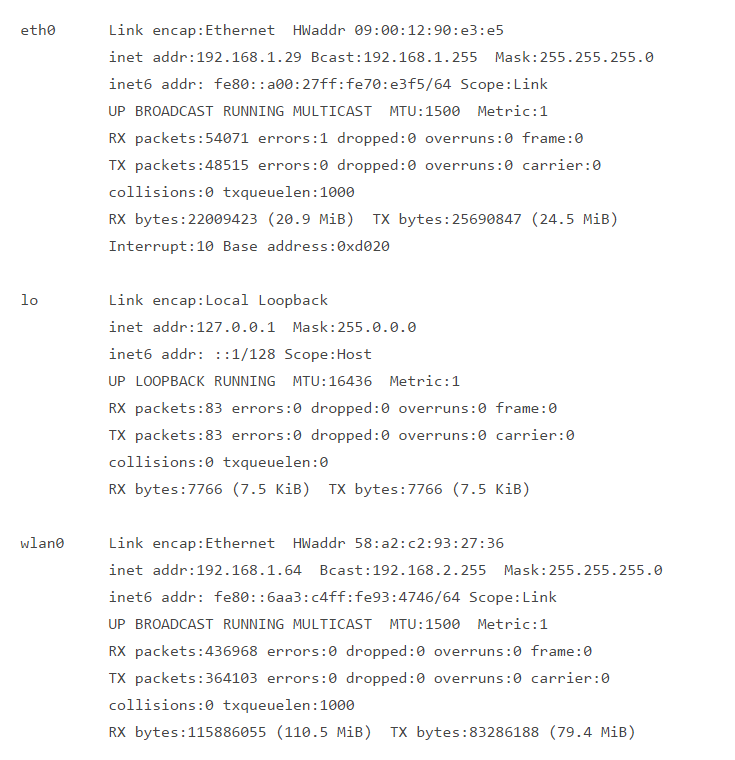 eth0 Link encap:Ethernet HWaddr 09:00:12:90:e3:e5
inet addr:192.168.1.29 Bcast:192.168.1.255 Mask:255.255.255.0
inet6 addr: fe80::a00:27ff:fe70:e3f5/64 Scope:Link
UP BROADCAST RUNNING MULTICAST MTU:1500 Metric:1
RX packets:54071 errors:1 dropped:0 overruns:0 frame:0
TX packets:48515 errors:0 dropped:0 overruns:0 carrier:0
collisions:0 txqueuelen:1000
RX bytes:22009423 (20.9 MiB) TX bytes:25690847 (24.5 MiB)
Interrupt:10 Base address:0xd020
lo Link encap:Local Loopback
inet addr:127.0.0.1 Mask:255.0.0.0
inet6 addr: ::1/128 Scope:Host
UP LOOPBACK RUNNING MTU:16436 Metric:1
RX packets:83 errors:0 dropped:0 overruns:0 frame:0
TX packets:83 errors:0 dropped:0 overruns:0 carrier:0
collisions:0 txqueuelen:0
RX bytes:7766 (7.5 KiB) TX bytes:7766 (7.5 KiB)
wlan0 Link encap:Ethernet HWaddr 58:a2:c2:93:27:36
inet addr:192.168.1.64 Bcast:192.168.2.255 Mask:255.255.255.0
inet6 addr: fe80::6aa3:c4ff:fe93:4746/64 Scope:Link
UP BROADCAST RUNNING MULTICAST MTU:1500 Metric:1
RX packets:436968 errors:0 dropped:0 overruns:0 frame:0
TX packets:364103 errors:0 dropped:0 overruns:0 carrier:0
collisions:0 txqueuelen:1000
RX bytes:115886055 (110.5 MiB) TX bytes:83286188 (79.4 MiB)